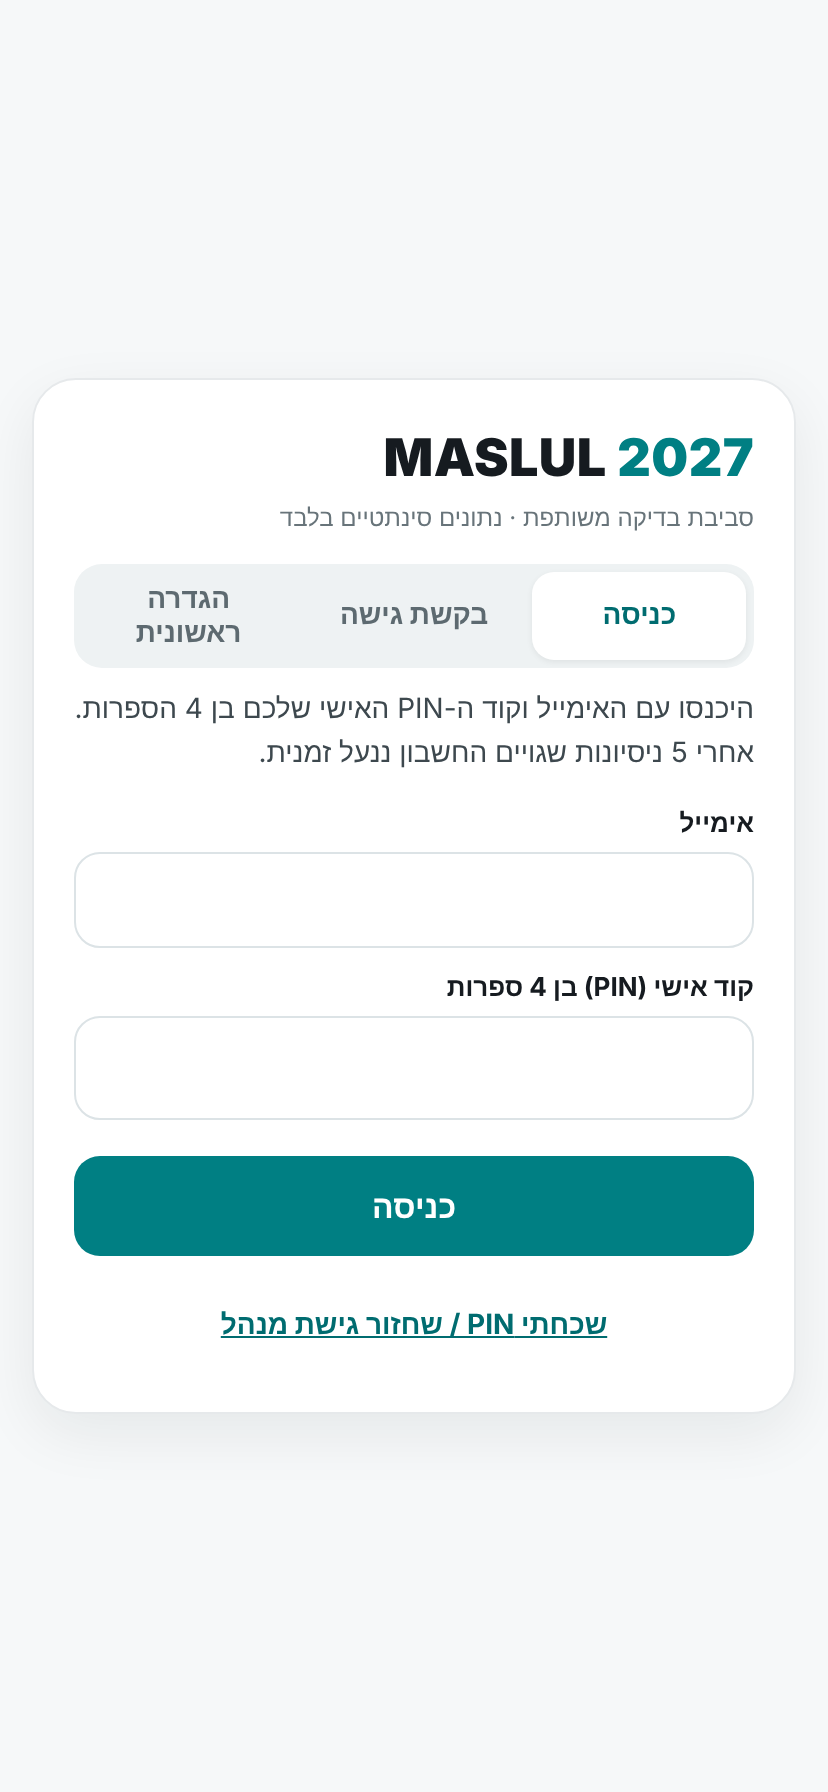 MASLUL 2027
סביבת בדיקה משותפת · נתונים סינתטיים בלבד
כניסה
בקשת גישה
הגדרה
ראשונית
היכנסו עם האימייל וקוד ה-PIN האישי שלכם בן 4 הספרות.
אחרי 5 ניסיונות שגויים החשבון ננעל זמנית.
אימייל
קוד אישי (PIN) בן 4 ספרות
כניסה
שכחתי PIN / שחזור גישת מנהל